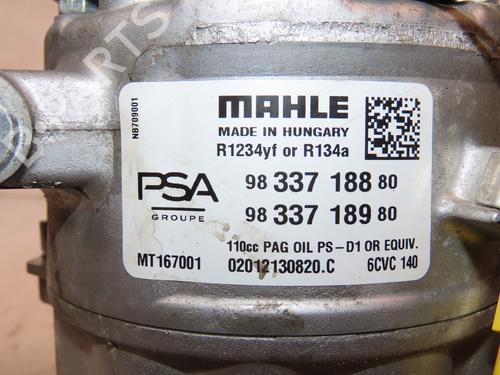 NB709001
MAHLE
MADE IN HUNGARY
R1234yf or R134a
PSA
GROUPE
98 337 188 80
98 337 189 80
110cc PAG OIL PS-D1 OR EQUIV.
MT167001 02012130820.C 6CVC 140